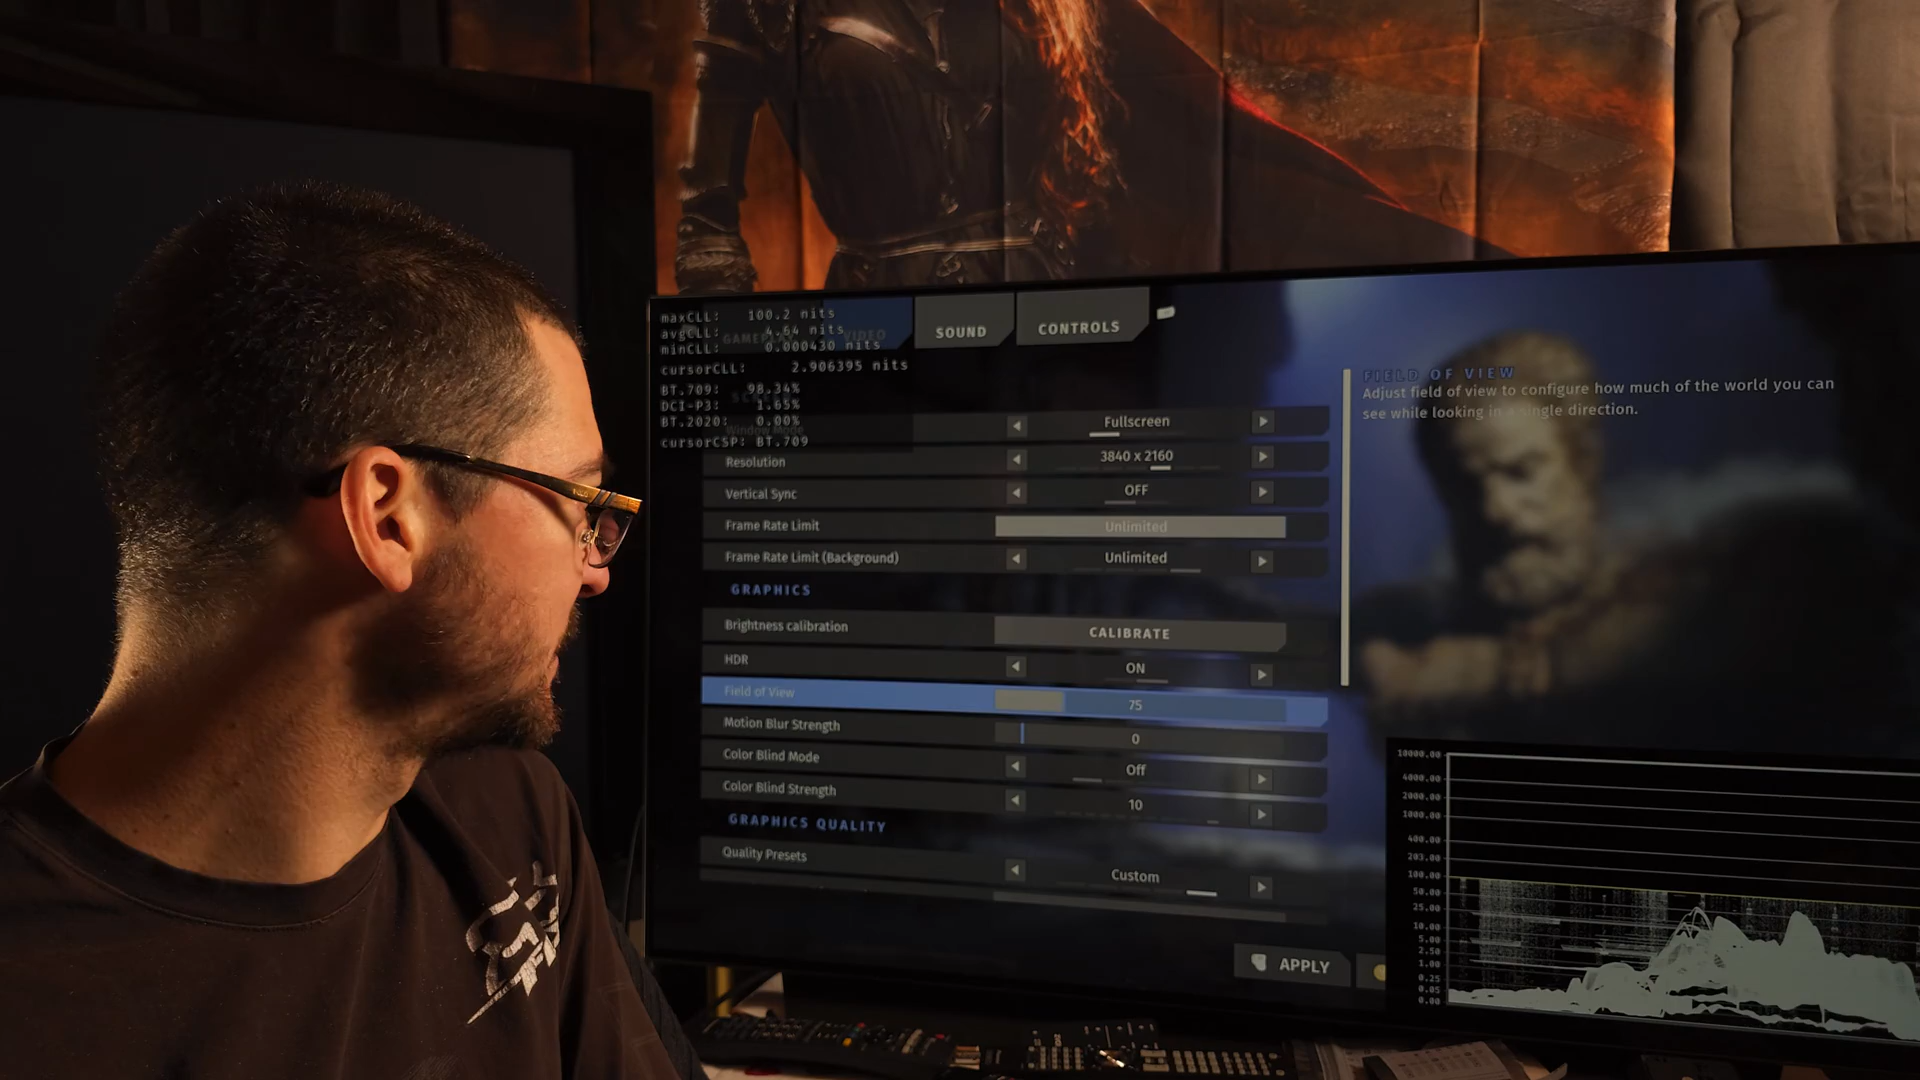 maxCLL: 100.2 nits
avgCLL: 4.64 nits
minCLL: 0.000430 nits
cursorCLL: 2.906395 nits
BT.709: 98.34%
DCI-P3: 1.65%
BT.2020: 0.00%
cursorCSP: BT.709
GAMEPLAY VIDEO SOUND CONTROLS
Window Mode Fullscreen
Resolution 3840 x 2160
Vertical Sync OFF
Frame Rate Limit Unlimited
Frame Rate Limit (Background) Unlimited
GRAPHICS
Brightness calibration CALIBRATE
HDR ON
Field of View 75
Motion Blur Strength 0
Color Blind Mode Off
Color Blind Strength 10
GRAPHICS QUALITY
Quality Presets Custom
APPLY
FIELD OF VIEW
Adjust field of view to configure how much of the world you can
see while looking in a single direction.
10000.00
4000.00
2000.00
1000.00
400.00
203.00
100.00
50.00
25.00
10.00
5.00
2.50
1.00
0.25
0.05
0.00